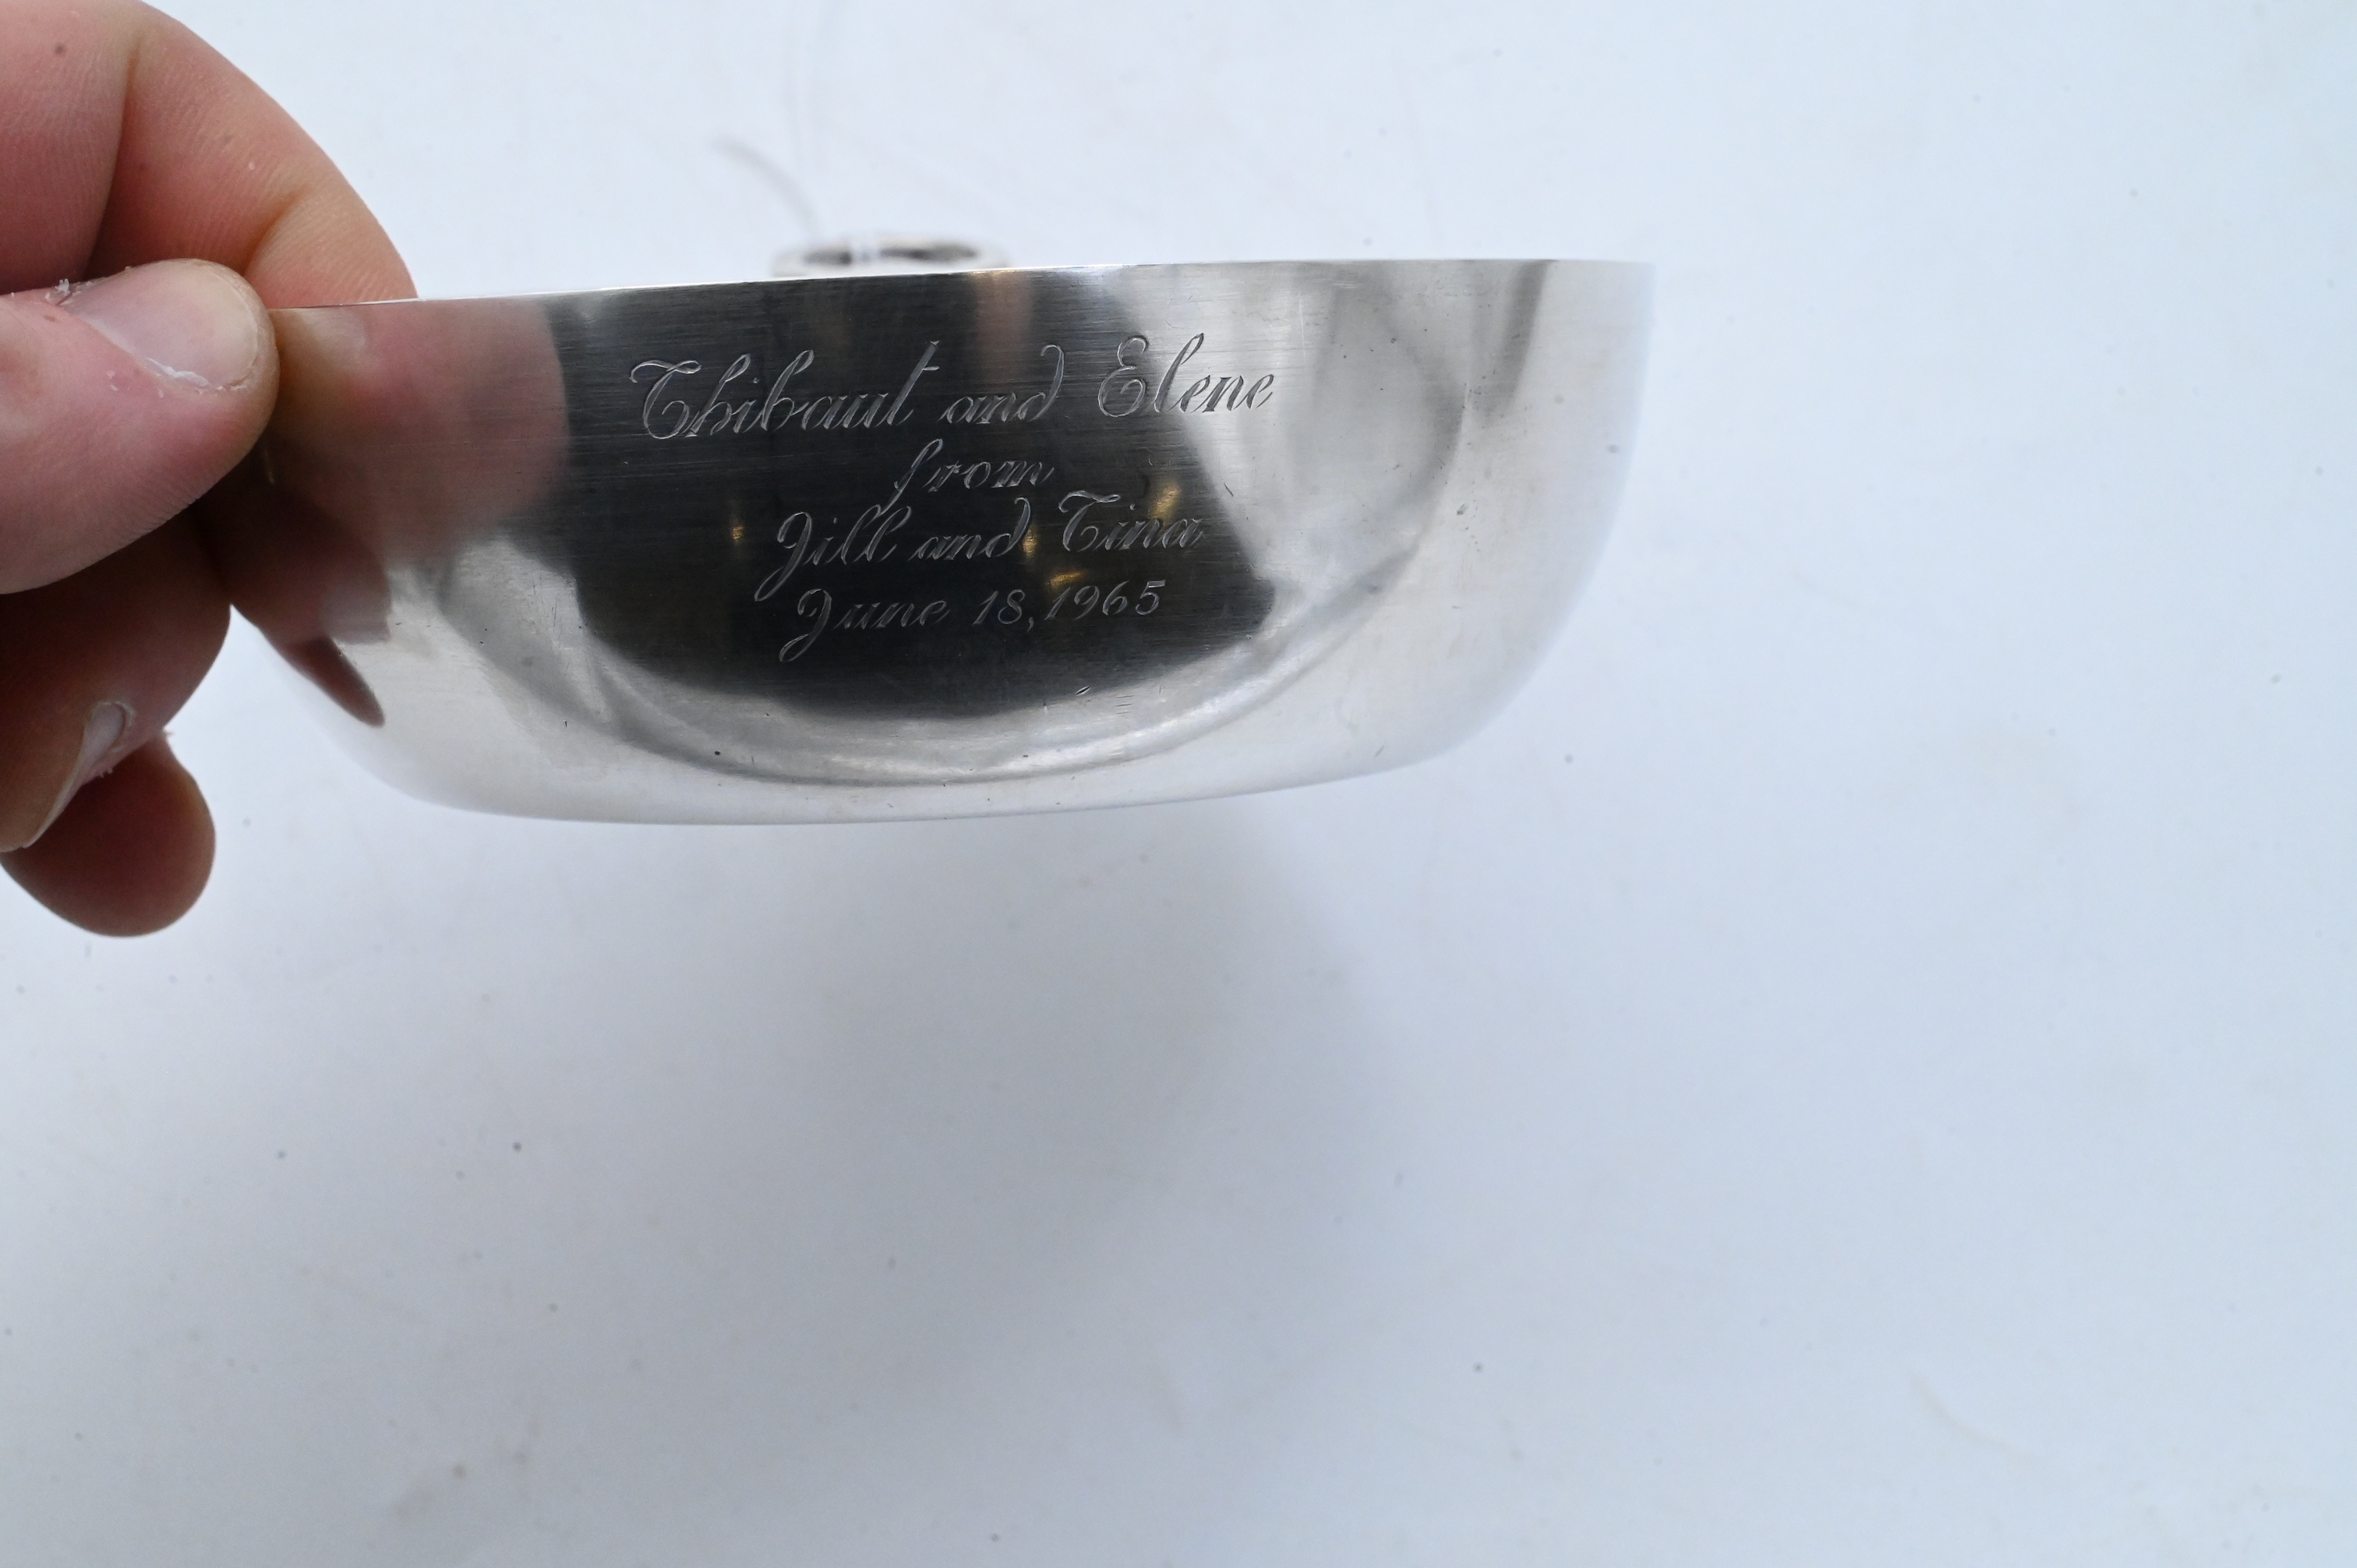 Thibaut and Elene
from
Jill and Tina
June 18, 1965